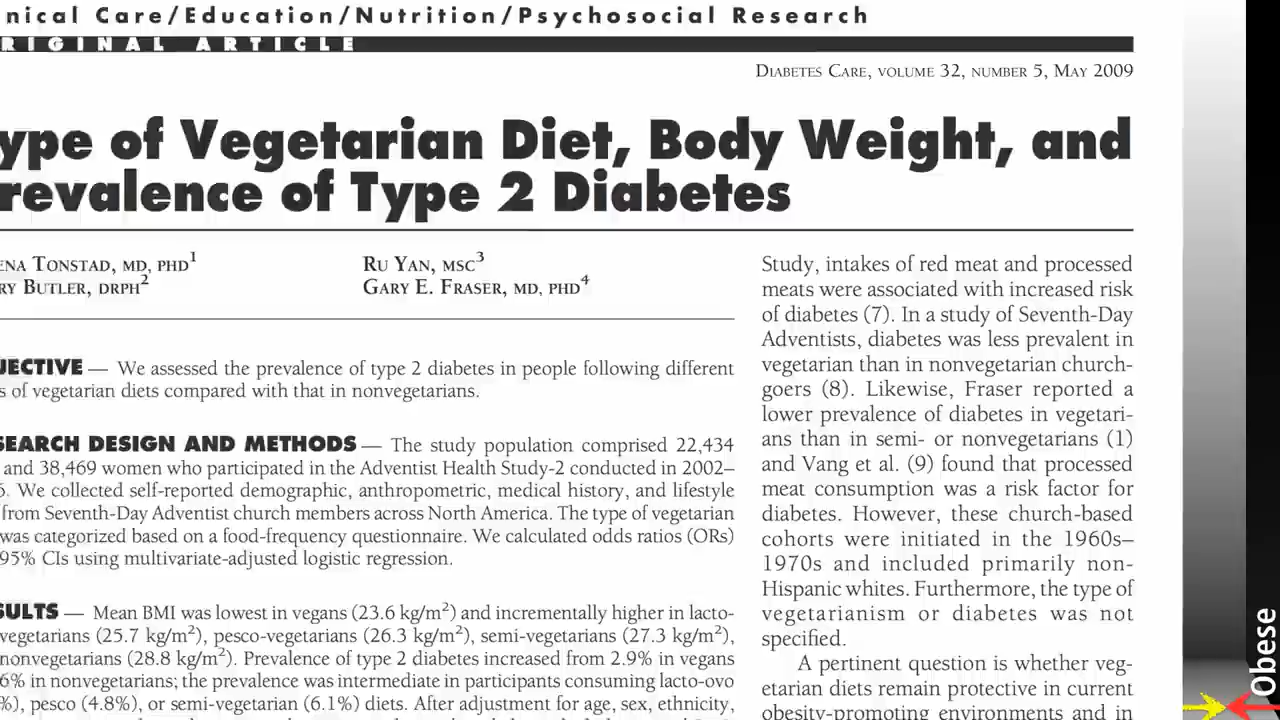 nical Care/Education/Nutrition/Psychosocial Research
RIGINAL ARTICLE
DIABETES CARE, VOLUME 32, NUMBER 5, MAY 2009
ype of Vegetarian Diet, Body Weight, and
revalence of Type 2 Diabetes
ENA TONSTAD, MD, PHD1
RY BUTLER, DRPH2
RU YAN, MSC3
GARY E. FRASER, MD, PHD4
JECTIVE — We assessed the prevalence of type 2 diabetes in people following different
s of vegetarian diets compared with that in nonvegetarians.
SEARCH DESIGN AND METHODS — The study population comprised 22,434
and 38,469 women who participated in the Adventist Health Study-2 conducted in 2002–
6. We collected self-reported demographic, anthropometric, medical history, and lifestyle
from Seventh-Day Adventist church members across North America. The type of vegetarian
was categorized based on a food-frequency questionnaire. We calculated odds ratios (ORs)
95% CIs using multivariate-adjusted logistic regression.
SULTS — Mean BMI was lowest in vegans (23.6 kg/m2) and incrementally higher in lacto-
vegetarians (25.7 kg/m2), pesco-vegetarians (26.3 kg/m2), semi-vegetarians (27.3 kg/m2),
nonvegetarians (28.8 kg/m2). Prevalence of type 2 diabetes increased from 2.9% in vegans
6% in nonvegetarians; the prevalence was intermediate in participants consuming lacto-ovo
%), pesco (4.8%), or semi-vegetarian (6.1%) diets. After adjustment for age, sex, ethnicity,
Study, intakes of red meat and processed
meats were associated with increased risk
of diabetes (7). In a study of Seventh-Day
Adventists, diabetes was less prevalent in
vegetarian than in nonvegetarian church-
goers (8). Likewise, Fraser reported a
lower prevalence of diabetes in vegetari-
ans than in semi- or nonvegetarians (1)
and Vang et al. (9) found that processed
meat consumption was a risk factor for
diabetes. However, these church-based
cohorts were initiated in the 1960s–
1970s and included primarily non-
Hispanic whites. Furthermore, the type of
vegetarianism or diabetes was not
specified.
A pertinent question is whether veg-
etarian diets remain protective in current
obesity-promoting environments and in
Obese